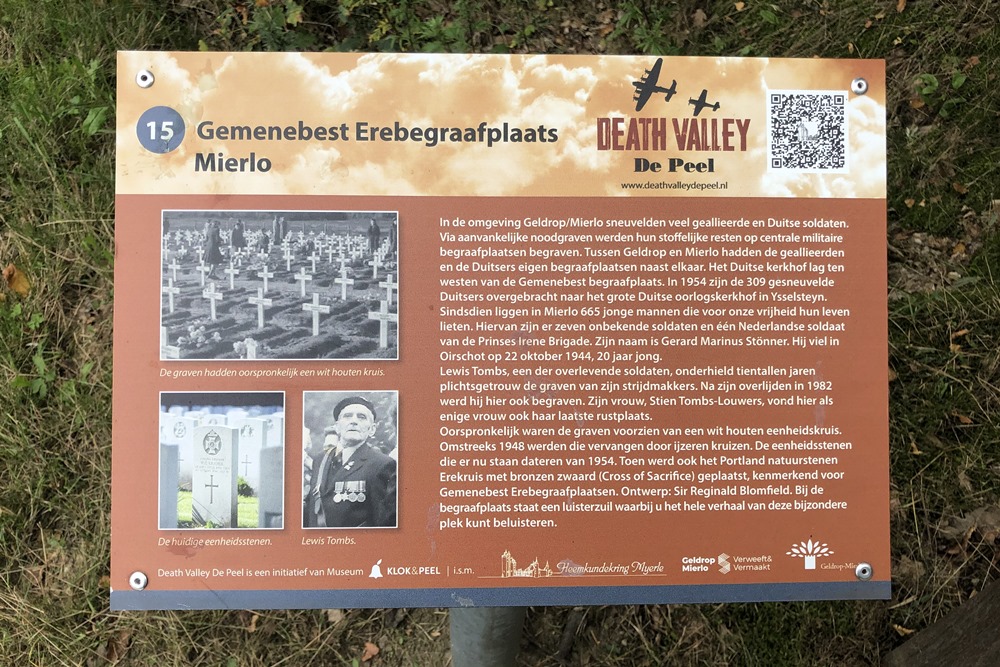 15
Gemenebest Erebegraafplaats
Mierlo
DEATH VALLEY
De Peel
www.deathvalleydepeel.nl
De graven hadden oorspronkelijk een wit houten kruis.
De huidige eenheidsstenen.
Lewis Tombs.
In de omgeving Geldrop/Mierlo sneuvelden veel geallieerde en Duitse soldaten.
Via aanvankelijke noodgraven werden hun stoffelijke resten op centrale militaire
begraafplaatsen begraven. Tussen Geldrop en Mierlo hadden de geallieerden
en de Duitsers eigen begraafplaatsen naast elkaar. Het Duitse kerkhof lag ten
westen van de Gemenebest begraafplaats. In 1954 zijn de 309 gesneuvelde
Duitsers overgebracht naar het grote Duitse oorlogskerkhof in Ysselsteyn.
Sindsdien liggen in Mierlo 665 jonge mannen die voor onze vrijheid hun leven
lieten. Hiervan zijn er zeven onbekende soldaten en één Nederlandse soldaat
van de Prinses Irene Brigade. Zijn naam is Gerard Marinus Stönner. Hij viel in
Oirschot op 22 oktober 1944, 20 jaar jong.
Lewis Tombs, een der overlevende soldaten, onderhield tientallen jaren
plichtsgetrouw de graven van zijn strijdmakkers. Na zijn overlijden in 1982
werd hij hier ook begraven. Zijn vrouw, Stien Tombs-Louwers, vond hier als
enige vrouw ook haar laatste rustplaats.
Oorspronkelijk waren de graven voorzien van een wit houten eenheidskruis.
Omstreeks 1948 werden die vervangen door ijzeren kruizen. De eenheidsstenen
die er nu staan dateren van 1954. Toen werd ook het Portland natuurstenen
Erekruis met bronzen zwaard (Cross of Sacrifice) geplaatst, kenmerkend voor
Gemenebest Erebegraafplaatsen. Ontwerp: Sir Reginald Blomfield. Bij de
begraafplaats staat een luisterzuil waarbij u het hele verhaal van deze bijzondere
plek kunt beluisteren.
Death Valley De Peel is een initiatief van Museum KLOK&PEEL | i.s.m. Heemkundekring Myerle
Geldrop Mierlo Verweeft& Vermaakt